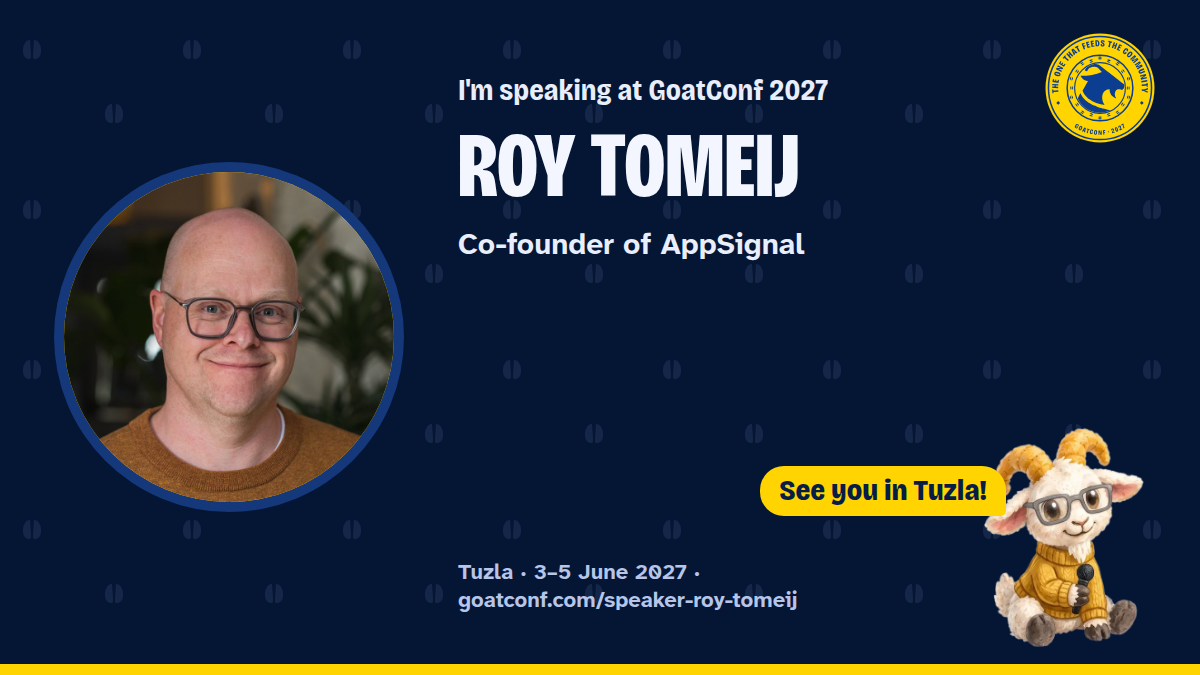 THE ONE THAT FEEDS THE COMMUNITY
GOATCONF · 2027
I'm speaking at GoatConf 2027
ROY TOMEIJ
Co-founder of AppSignal
See you in Tuzla!
Tuzla · 3–5 June 2027 ·
goatconf.com/speaker-roy-tomeij